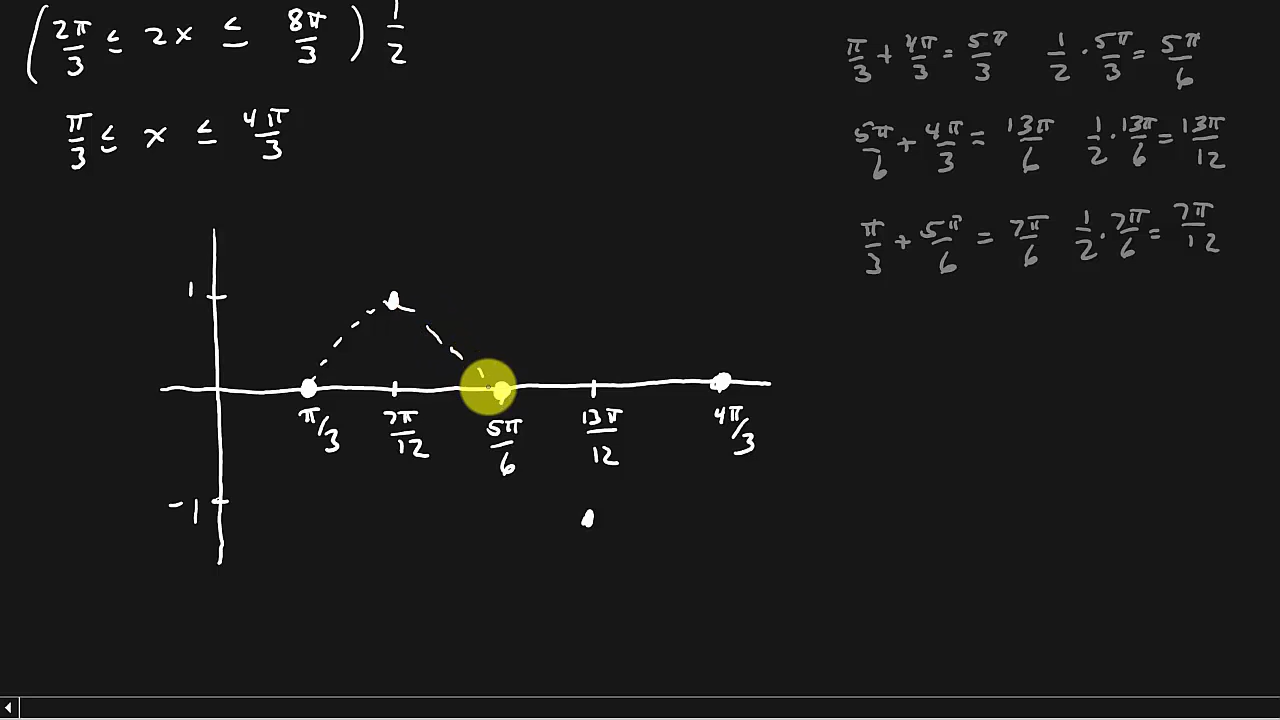 (2π/3 ≤ 2x ≤ 8π/3) 1/2
π/3 ≤ x ≤ 4π/3
π/3 + 4π/3 = 5π/3 1/2 · 5π/3 = 5π/6
5π/6 + 4π/3 = 13π/6 1/2 · 13π/6 = 13π/12
π/3 + 5π/6 = 7π/6 1/2 · 7π/6 = 7π/12
1
π/3 7π/12 5π/6 13π/12 4π/3
-1